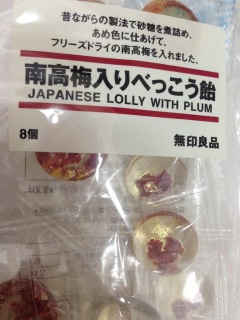 昔ながらの製法で砂糖を煮詰め、
あめ色に仕あげて、
フリーズドライの南高梅を入れました。
南高梅入りべっこう飴
JAPANESE LOLLY WITH PLUM
8個
無印良品